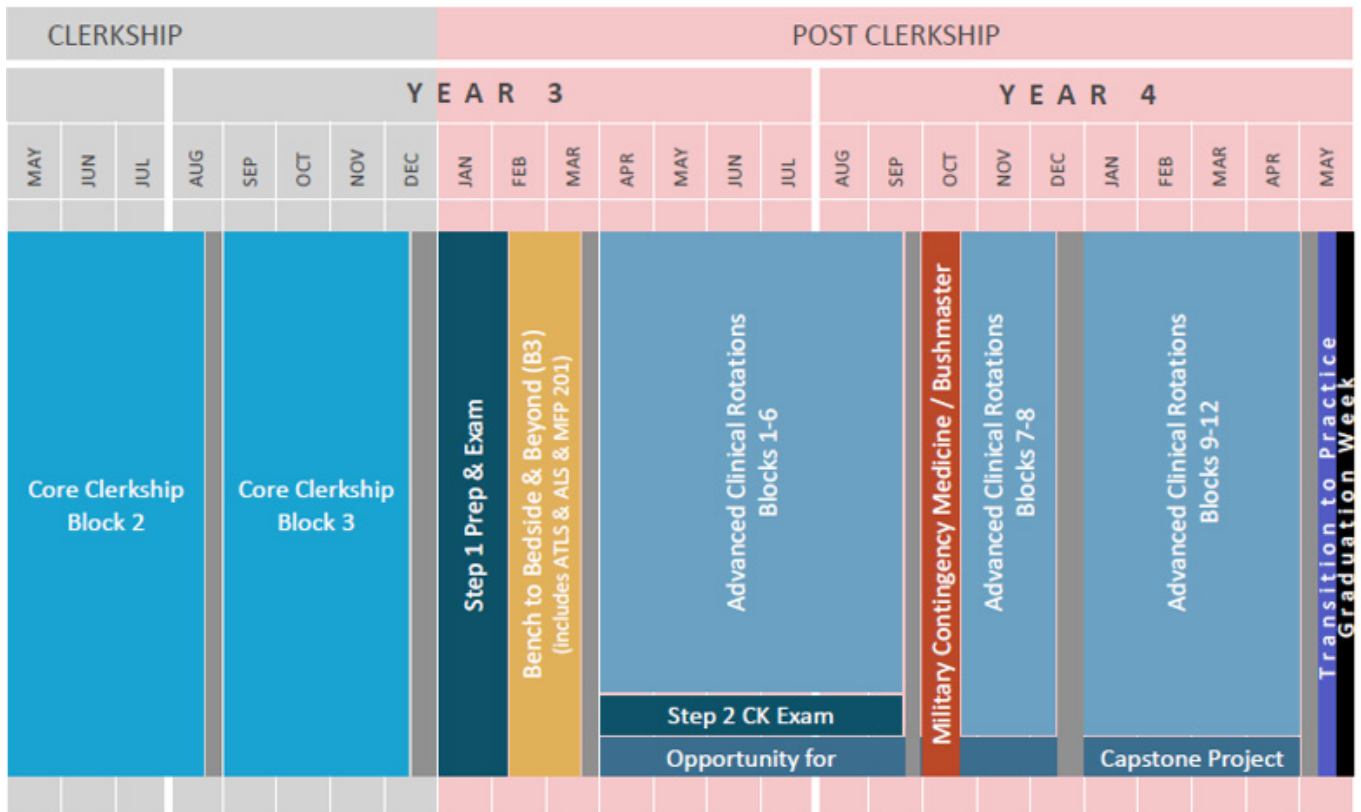 CLERKSHIP
POST CLERKSHIP
YEAR 3
YEAR 4
MAY
JUN
JUL
AUG
SEP
OCT
NOV
DEC
JAN
FEB
MAR
APR
MAY
JUN
JUL
AUG
SEP
OCT
NOV
DEC
JAN
FEB
MAR
APR
MAY
Core Clerkship
Block 2
Core Clerkship
Block 3
Step 1 Prep & Exam
Bench to Bedside & Beyond (B3)
(includes ATLS & ALS & MFP 201)
Advanced Clinical Rotations
Blocks 1-6
Step 2 CK Exam
Opportunity for
Military Contingency Medicine / Bushmaster
Advanced Clinical Rotations
Blocks 7-8
Advanced Clinical Rotations
Blocks 9-12
Capstone Project
Transition to Practice
Graduation Week